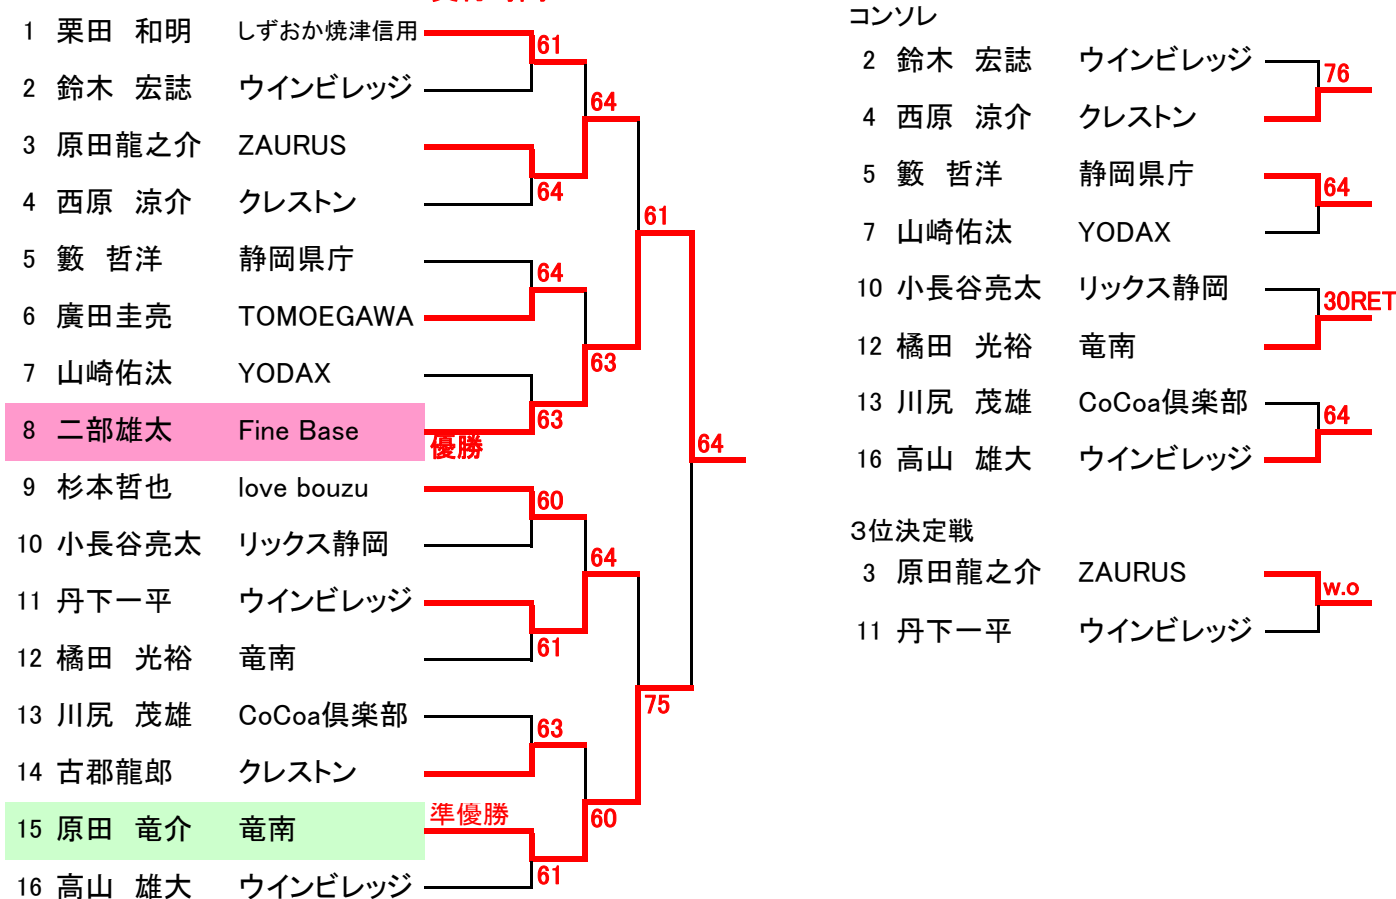 1 栗田 和明 しずおか焼津信用
61
2 鈴木 宏誌 ウインビレッジ
64
3 原田龍之介 ZAURUS
64
4 西原 涼介 クレストン
61
5 籔 哲洋 静岡県庁
64
6 廣田圭亮 TOMOEGAWA
63
7 山崎佑汰 YODAX
63
8 二部雄太 Fine Base
優勝
64
9 杉本哲也 love bouzu
60
10 小長谷亮太 リックス静岡
64
11 丹下一平 ウインビレッジ
61
12 橘田 光裕 竜南
75
13 川尻 茂雄 CoCoa倶楽部
63
14 古郡龍郎 クレストン
準優勝
60
15 原田 竜介 竜南
61
16 高山 雄大 ウインビレッジ
コンソレ
2 鈴木 宏誌 ウインビレッジ
76
4 西原 涼介 クレストン
5 籔 哲洋 静岡県庁
64
7 山崎佑汰 YODAX
10 小長谷亮太 リックス静岡
30RET
12 橘田 光裕 竜南
13 川尻 茂雄 CoCoa倶楽部
64
16 高山 雄大 ウインビレッジ
3位決定戦
3 原田龍之介 ZAURUS
w.o
11 丹下一平 ウインビレッジ